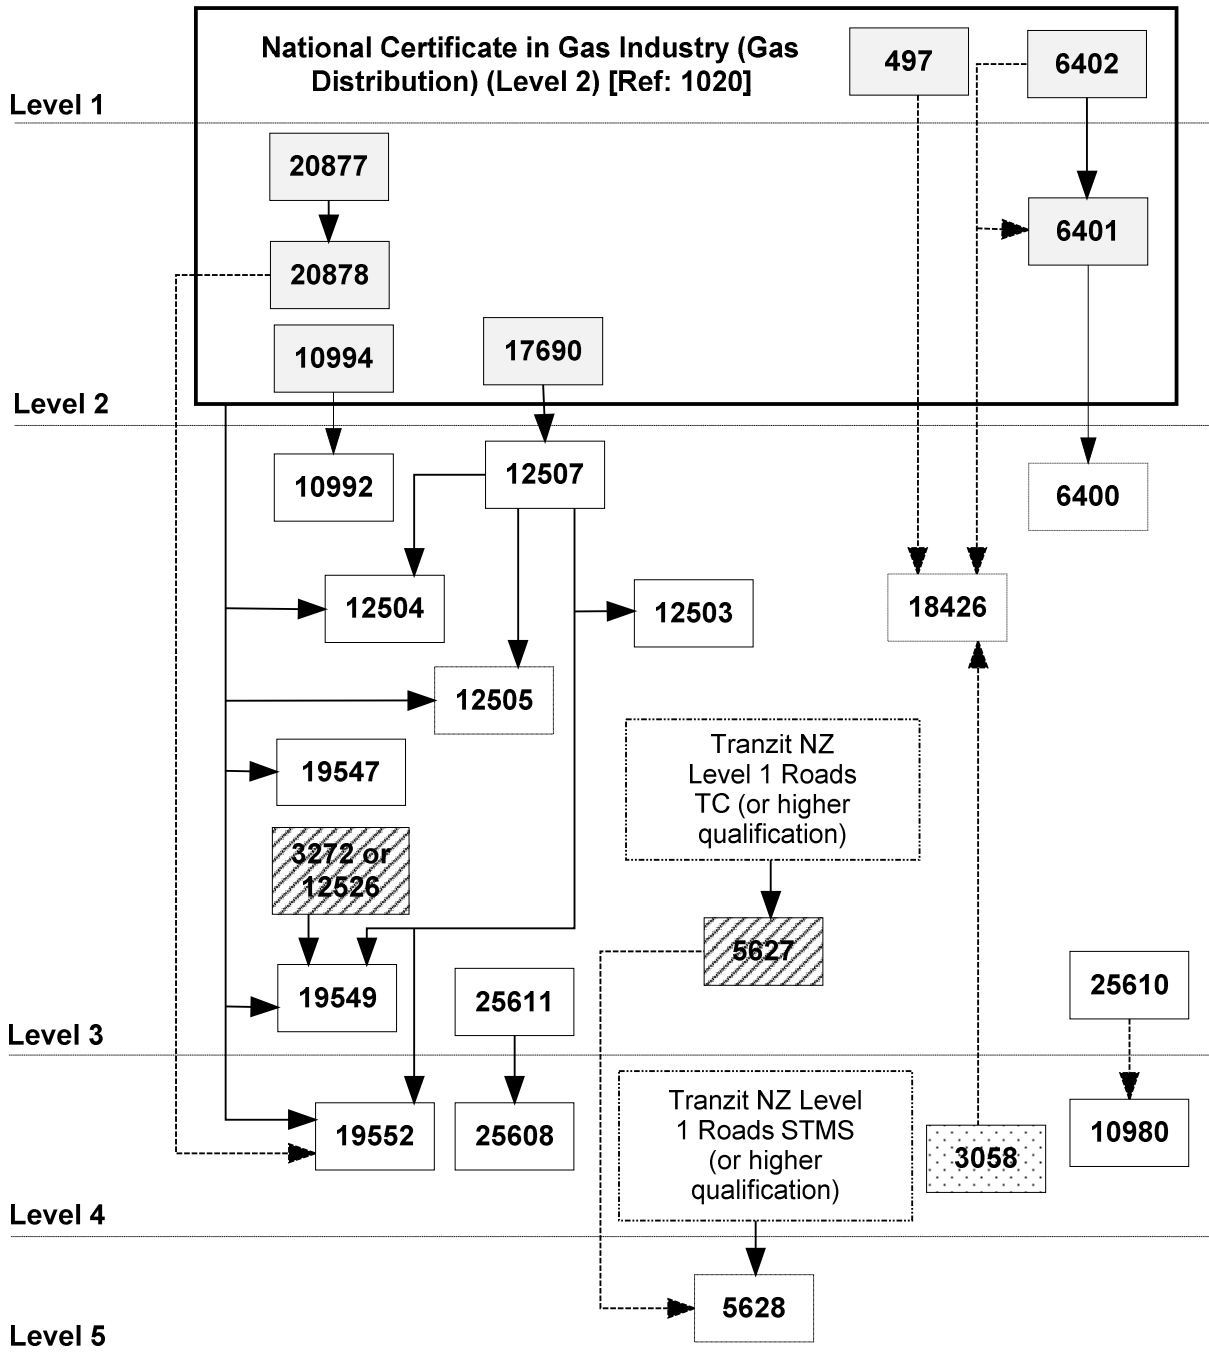 National Certificate in Gas Industry (Gas
Distribution) (Level 2) [Ref: 1020]
497
6402
Level 1
20877
6401
20878
10994
17690
Level 2
10992
12507
6400
12504
12503
18426
12505
19547
Tranzit NZ
Level 1 Roads
TC (or higher
qualification)
3272 or
12526
5627
19549
25611
25610
Level 3
19552
25608
Tranzit NZ Level
1 Roads STMS
(or higher
qualification)
3058
10980
Level 4
5628
Level 5